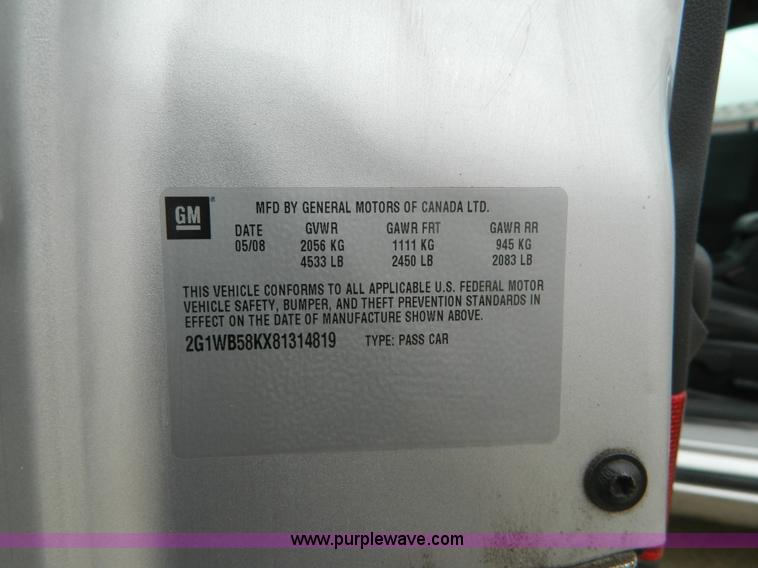 GM
MFD BY GENERAL MOTORS OF CANADA LTD.
DATE GVWR GAWR FRT GAWR RR
05/08 2056 KG 1111 KG 945 KG
4533 LB 2450 LB 2083 LB
THIS VEHICLE CONFORMS TO ALL APPLICABLE U.S. FEDERAL MOTOR
VEHICLE SAFETY, BUMPER, AND THEFT PREVENTION STANDARDS IN
EFFECT ON THE DATE OF MANUFACTURE SHOWN ABOVE.
2G1WB58KX81314819 TYPE: PASS CAR
www.purplewave.com